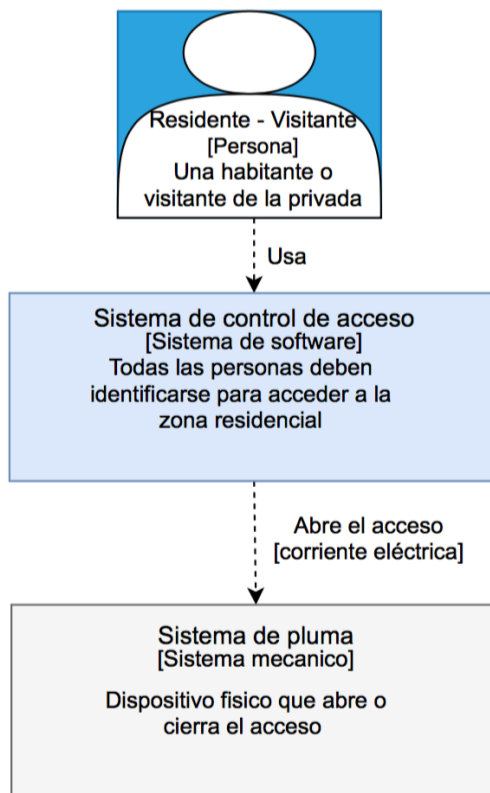 Residente - Visitante
[Persona]
Una habitante o
visitante de la privada
Usa
Sistema de control de acceso
[Sistema de software]
Todas las personas deben
identificarse para acceder a la
zona residencial
Abre el acceso
[corriente eléctrica]
Sistema de pluma
[Sistema mecanico]
Dispositivo fisico que abre o
cierra el acceso